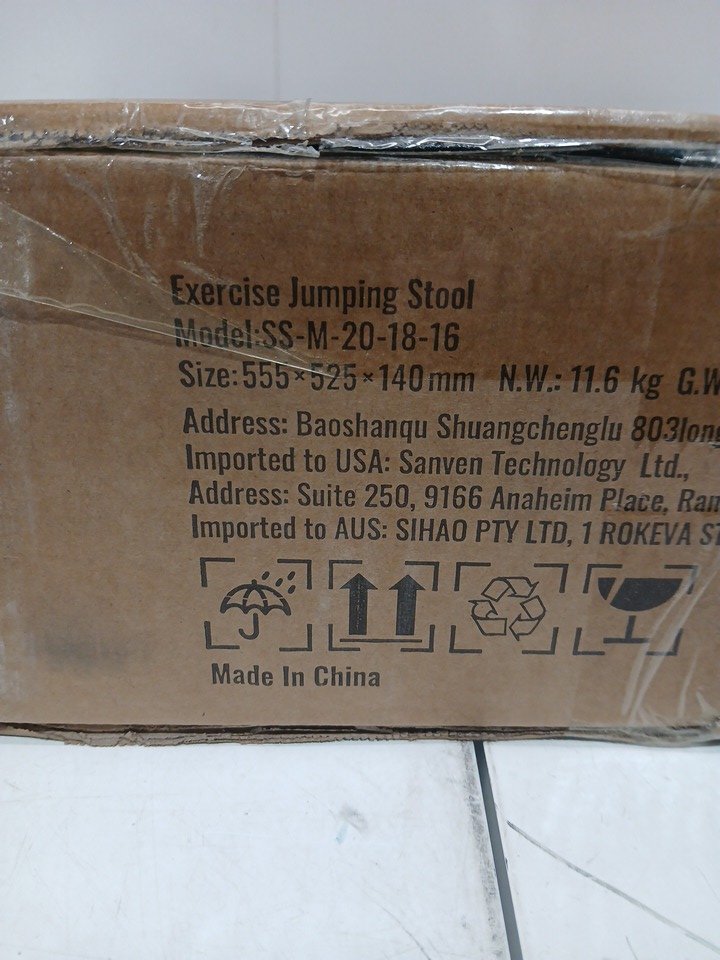 Exercise Jumping Stool
Model:SS-M-20-18-16
Size:555×525×140mm N.W.: 11.6 kg G.W
Address: Baoshanqu Shuangchenglu 803long
Imported to USA: Sanven Technology Ltd.,
Address: Suite 250, 9166 Anaheim Place, Ran
Imported to AUS: SIHAO PTY LTD, 1 ROKEVA ST
Made In China